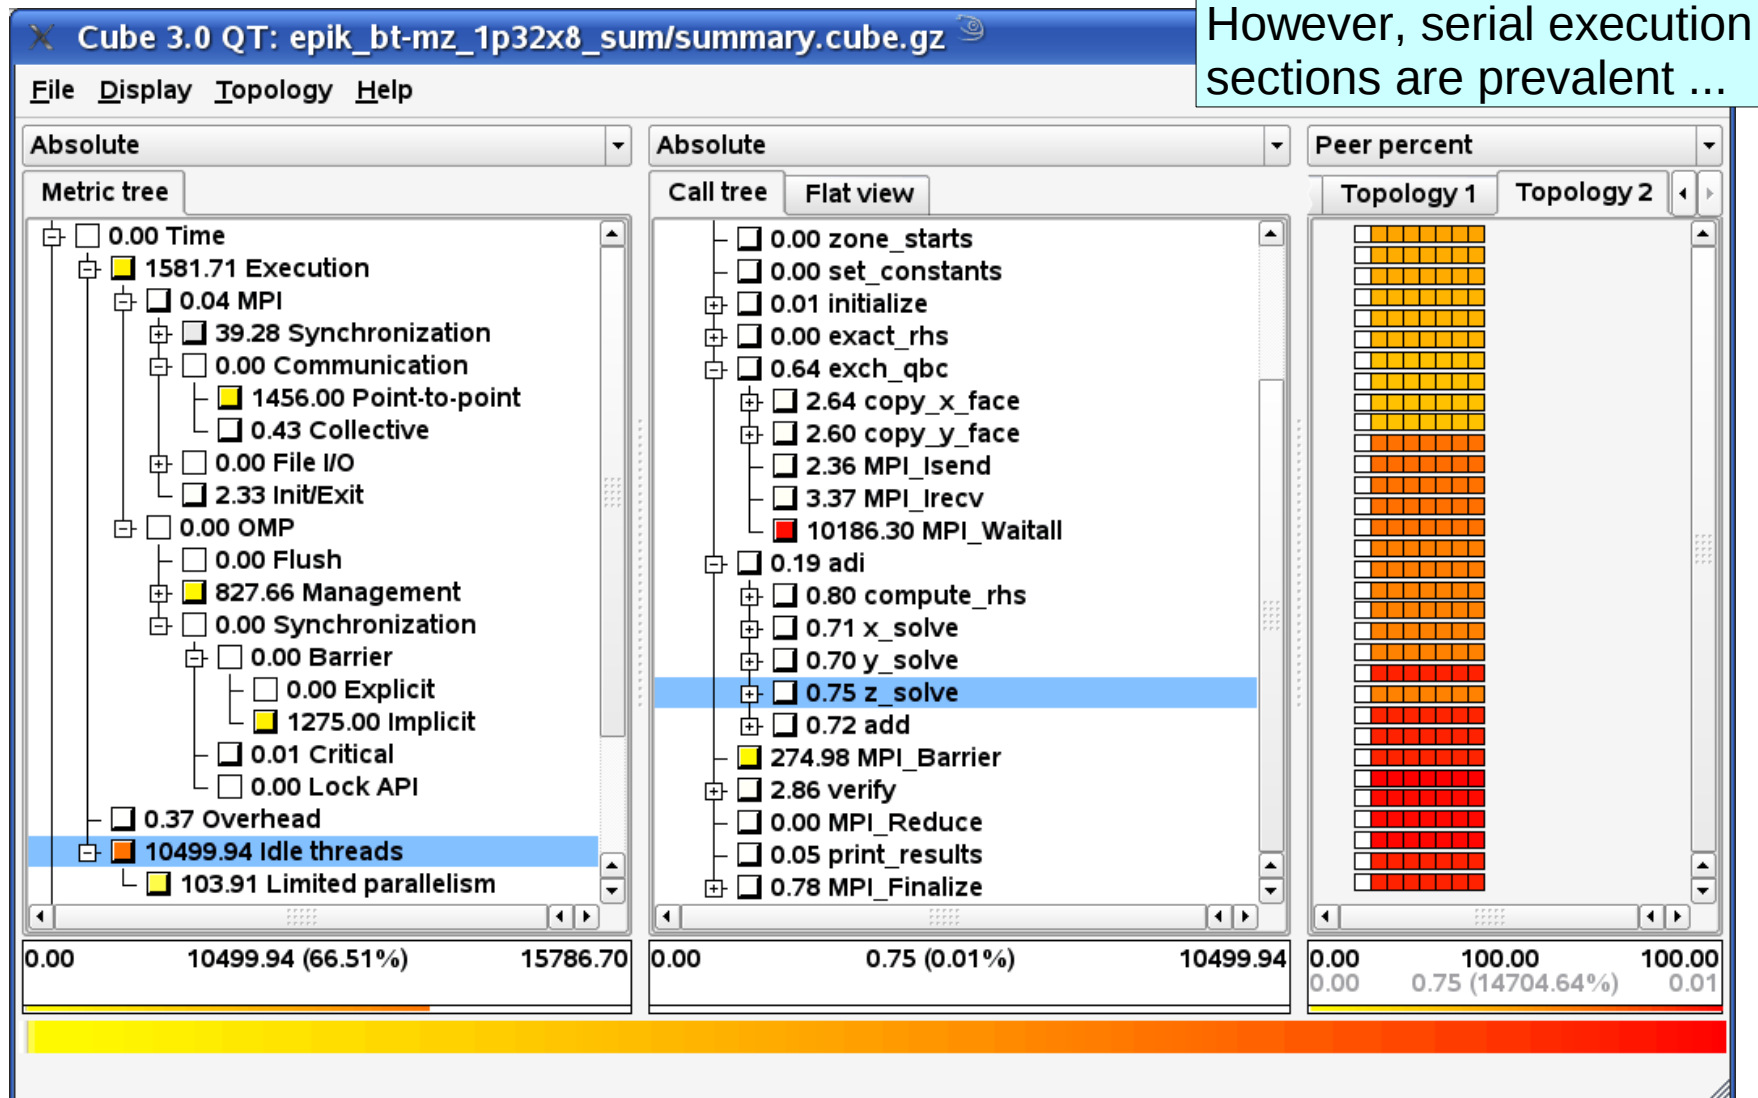 Cube 3.0 QT: epik_bt-mz_1p32x8_sum/summary.cube.gz
However, serial execution
sections are prevalent ...
File Display Topology Help
Absolute
Metric tree
0.00 Time
1581.71 Execution
0.04 MPI
39.28 Synchronization
0.00 Communication
1456.00 Point-to-point
0.43 Collective
0.00 File I/O
2.33 Init/Exit
0.00 OMP
0.00 Flush
827.66 Management
0.00 Synchronization
0.00 Barrier
0.00 Explicit
1275.00 Implicit
0.01 Critical
0.00 Lock API
0.37 Overhead
10499.94 Idle threads
103.91 Limited parallelism
0.00 10499.94 (66.51%) 15786.70
Absolute
Call tree Flat view
0.00 zone_starts
0.00 set_constants
0.01 initialize
0.00 exact_rhs
0.64 exch_qbc
2.64 copy_x_face
2.60 copy_y_face
2.36 MPI_Isend
3.37 MPI_Irecv
10186.30 MPI_Waitall
0.19 adi
0.80 compute_rhs
0.71 x_solve
0.70 y_solve
0.75 z_solve
0.72 add
274.98 MPI_Barrier
2.86 verify
0.00 MPI_Reduce
0.05 print_results
0.78 MPI_Finalize
0.00 0.75 (0.01%) 10499.94
Peer percent
Topology 1 Topology 2
0.00 100.00 100.00
0.00 0.75 (14704.64%) 0.01